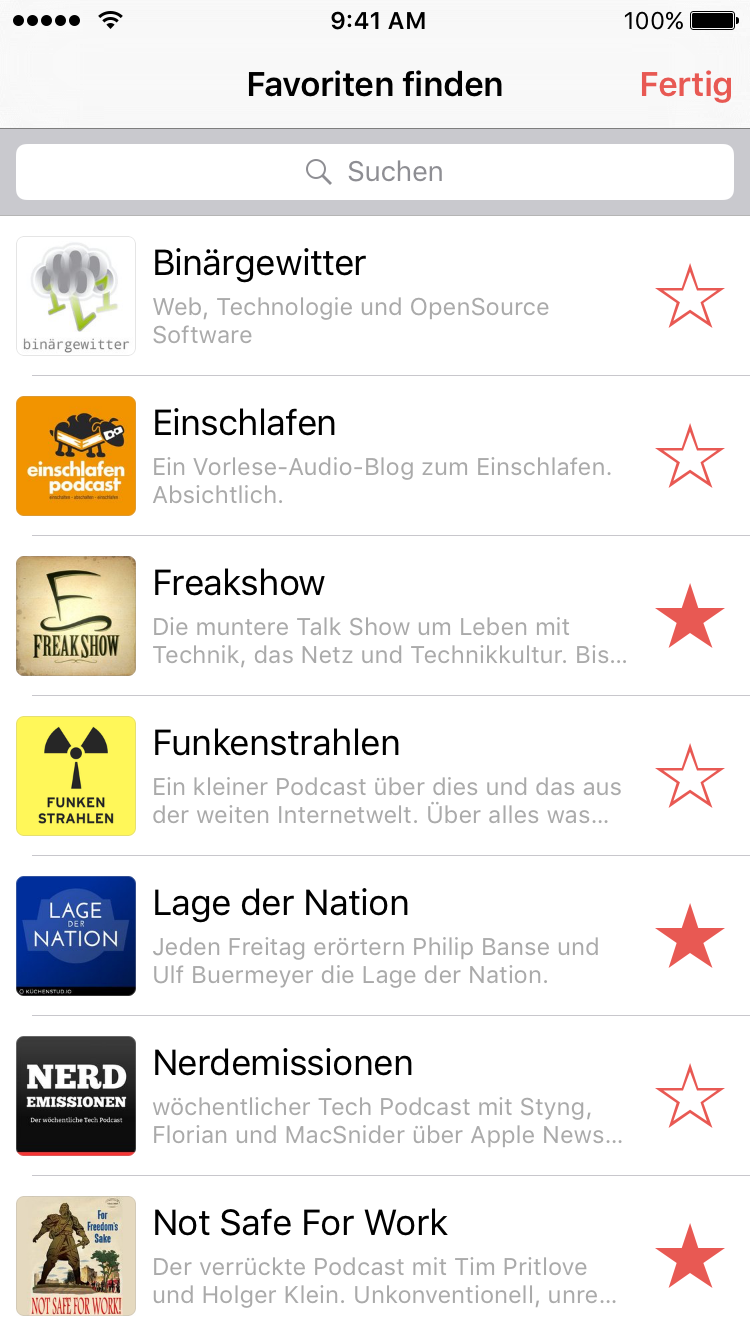 9:41 AM
100%
Favoriten finden
Fertig
Suchen
binärgewitter
Binärgewitter
Web, Technologie und OpenSource
Software
einschlafen
podcast
einschlafen - abschalten - einschlafen
Einschlafen
Ein Vorlese-Audio-Blog zum Einschlafen.
Absichtlich.
FREAK SHOW
Freakshow
Die muntere Talk Show um Leben mit
Technik, das Netz und Technikkultur. Bis…
FUNKEN
STRAHLEN
Funkenstrahlen
Ein kleiner Podcast über dies und das aus
der weiten Internetwelt. Über alles was…
LAGE
DER
NATION
KÜCHENSTUD.IO
Lage der Nation
Jeden Freitag erörtern Philip Banse und
Ulf Buermeyer die Lage der Nation.
NERD
EMISSIONEN
Der wöchentliche Tech Podcast
Nerdemissionen
wöchentlicher Tech Podcast mit Styng,
Florian und MacSnider über Apple News…
For
Freedom's
Sake
NOT SAFE FOR WORK!
Not Safe For Work
Der verrückte Podcast mit Tim Pritlove
und Holger Klein. Unkonventionell, unre…